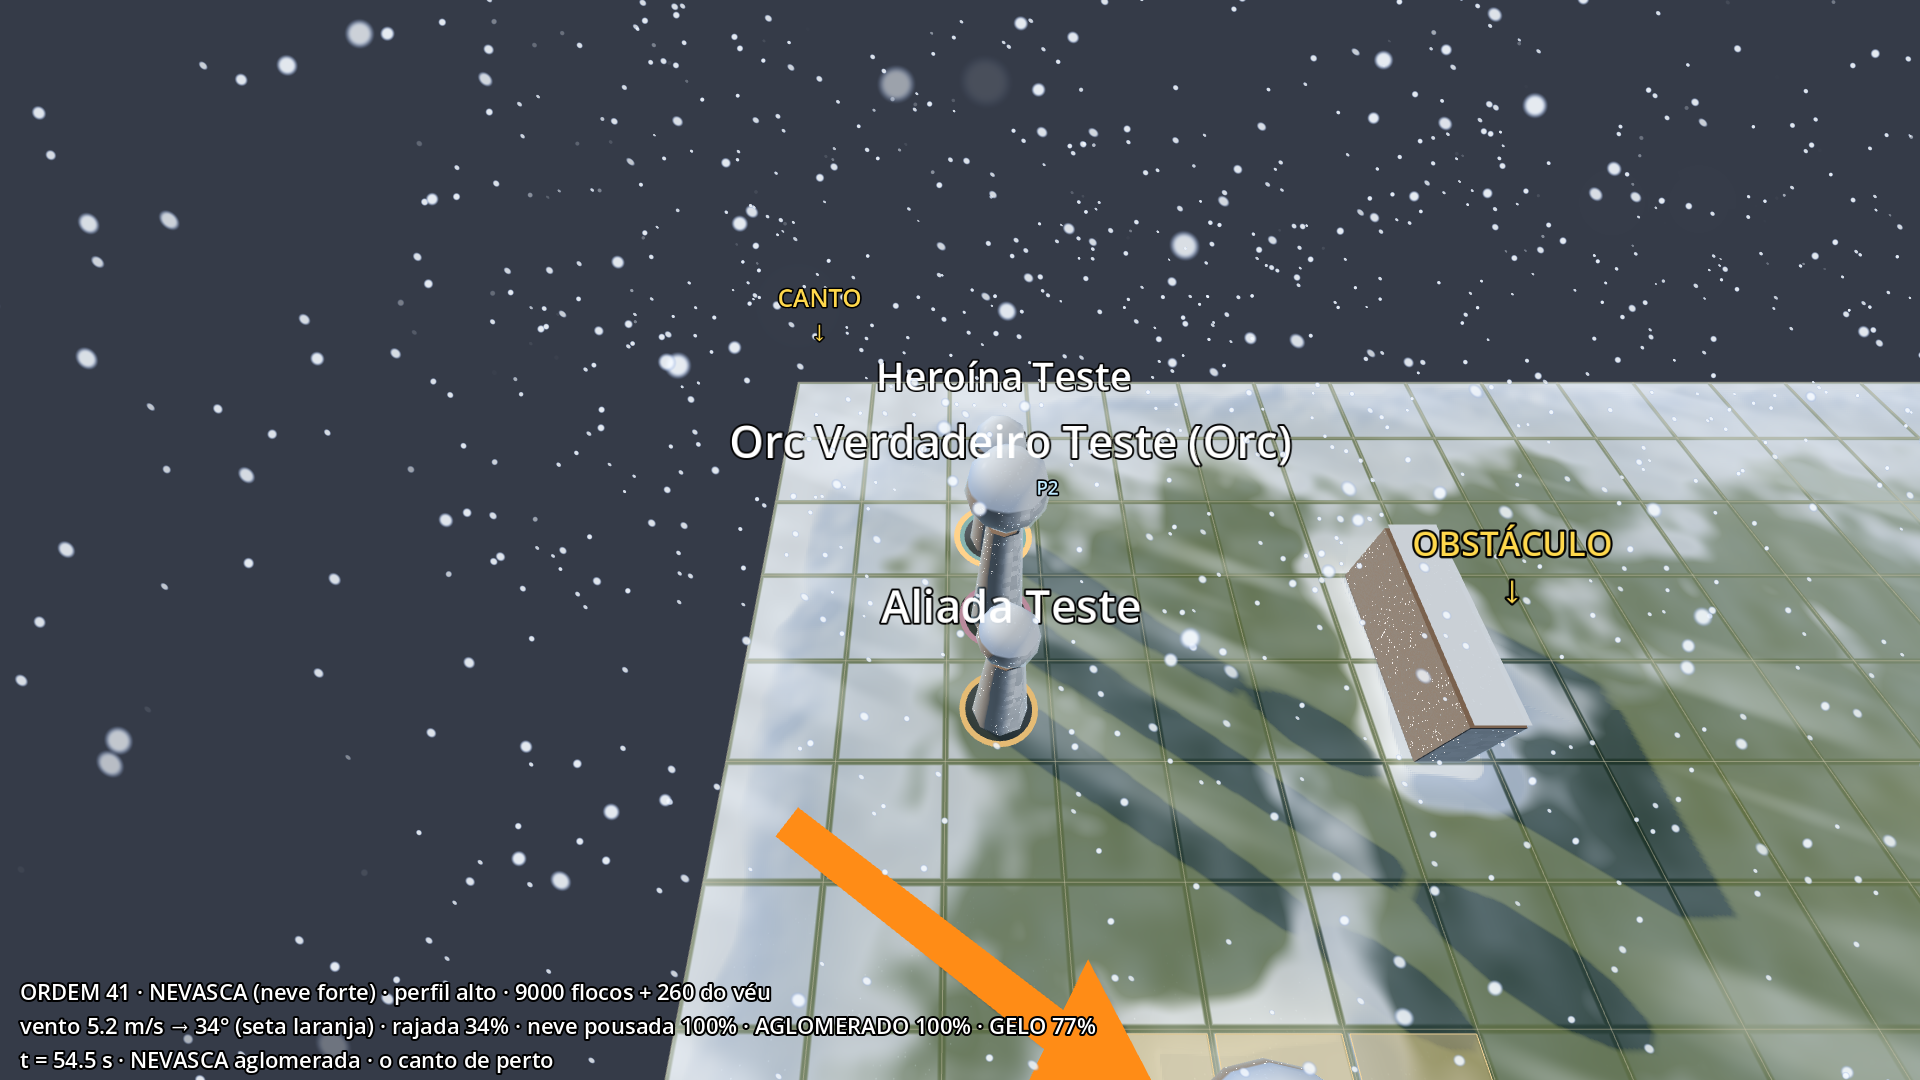 CANTO
↓
Heroína Teste
Orc Verdadeiro Teste (Orc)
P2
OBSTÁCULO
↓
Aliada Teste
ORDEM 41 · NEVASCA (neve forte) · perfil alto · 9000 flocos + 260 do véu
vento 5.2 m/s → 34° (seta laranja) · rajada 34% · neve pousada 100% · AGLOMERADO 100% · GELO 77%
t = 54.5 s · NEVASCA aglomerada · o canto de perto